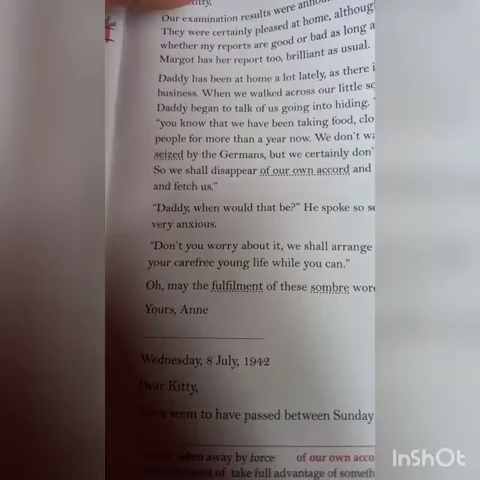 Our examination results were
They were certainly pleased at home, althoug
whether my reports are good or bad as long a
Margot has her report too, brilliant as usual.
Daddy has been at home a lot lately, as there i
business. When we walked across our little sc
Daddy began to talk of us going into hiding.
"you know that we have been taking food, clo
people for more than a year now. We don't wa
seized by the Germans, but we certainly don'
So we shall disappear of our own accord and
and fetch us."
"Daddy, when would that be?" He spoke so se
very anxious.
"Don't you worry about it, we shall arrange
your carefree young life while you can."
Oh, may the fulfilment of these sombre wor
Yours, Anne
Wednesday, 8 July, 1942
Dear Kitty,
seem to have passed between Sunday
away by force of our own acco
of take full advantage of someth
InShOt